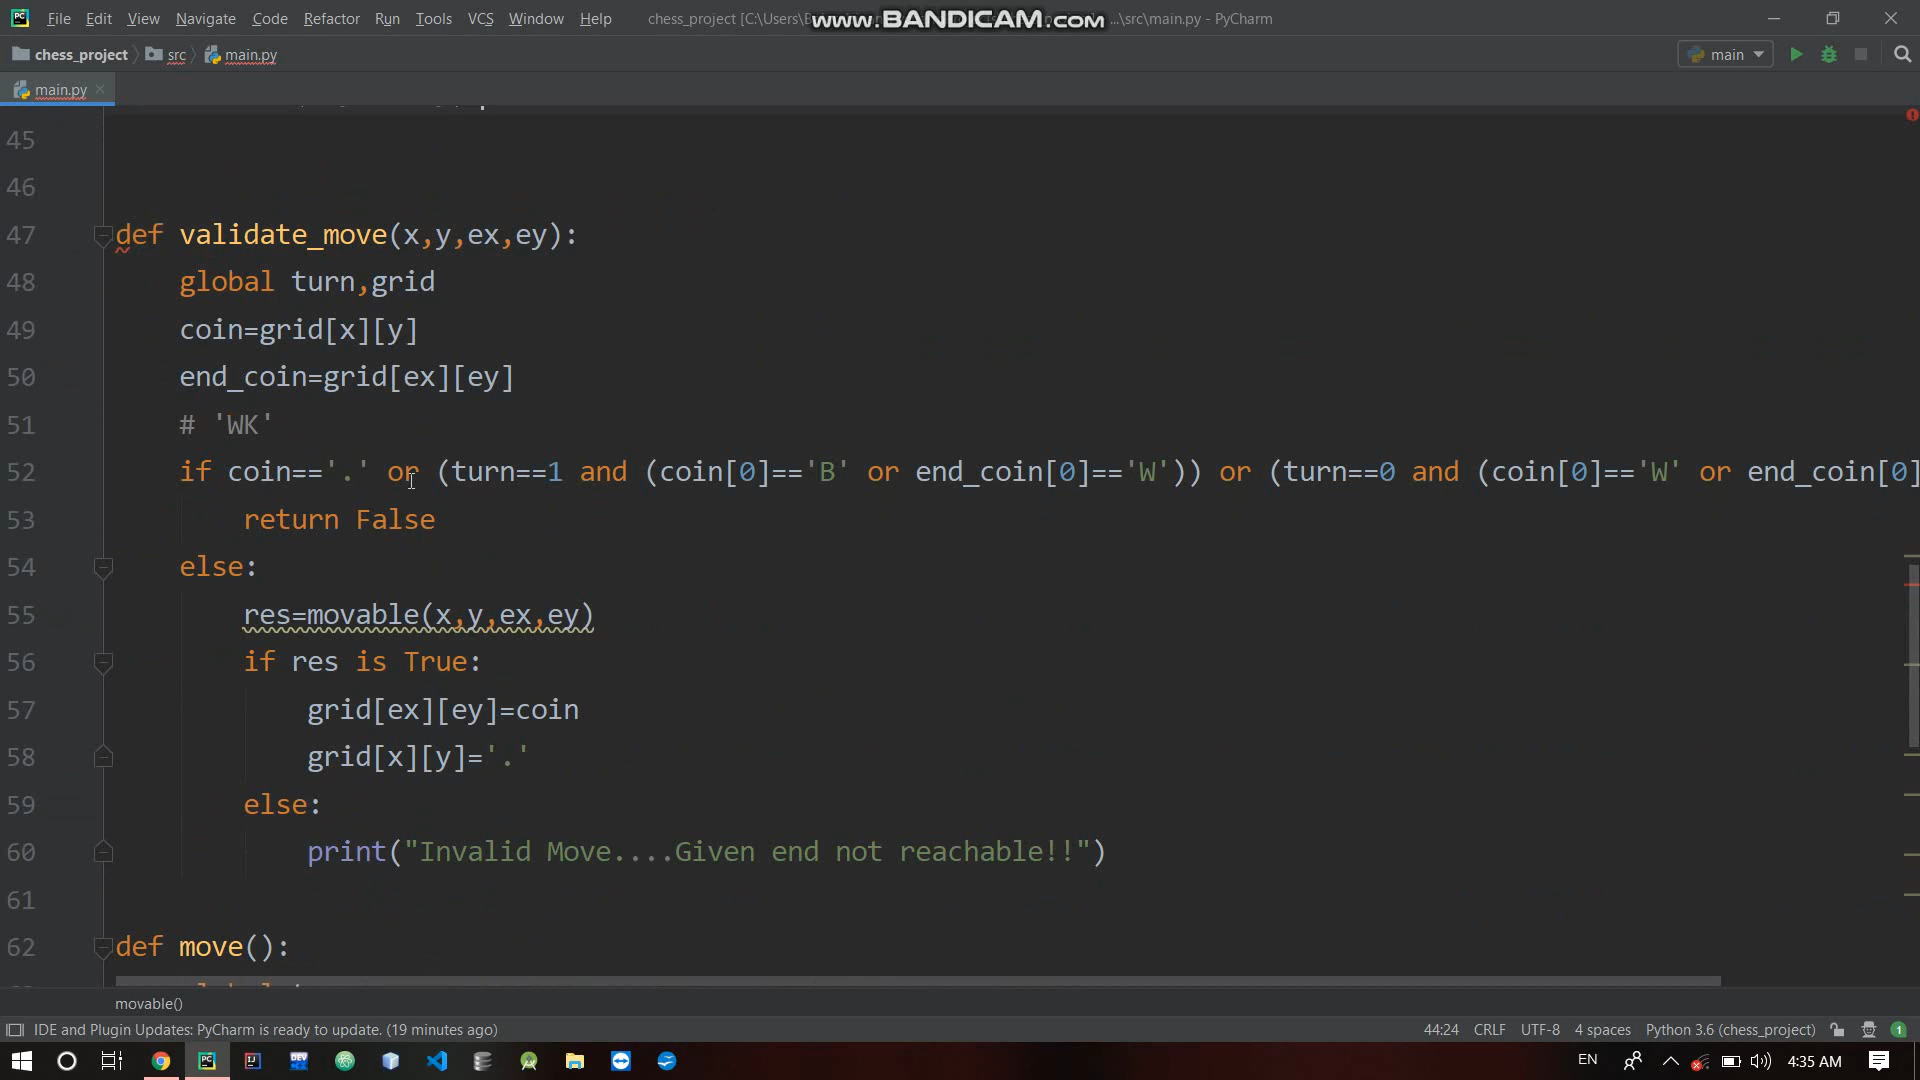 File Edit View Navigate Code Refactor Run Tools VCS Window Help chess_project [C:\Users\B ...\src\main.py - PyCharm
www.BANDICAM.com
chess_project src main.py main
main.py
45
46
47 def validate_move(x,y,ex,ey):
48 global turn,grid
49 coin=grid[x][y]
50 end_coin=grid[ex][ey]
51 # 'WK'
52 if coin=='.' or (turn==1 and (coin[0]=='B' or end_coin[0]=='W')) or (turn==0 and (coin[0]=='W' or end_coin[0]
53 return False
54 else:
55 res=movable(x,y,ex,ey)
56 if res is True:
57 grid[ex][ey]=coin
58 grid[x][y]='.'
59 else:
60 print("Invalid Move....Given end not reachable!!")
61
62 def move():
movable()
IDE and Plugin Updates: PyCharm is ready to update. (19 minutes ago) 44:24 CRLF UTF-8 4 spaces Python 3.6 (chess_project) 1
EN 4:35 AM